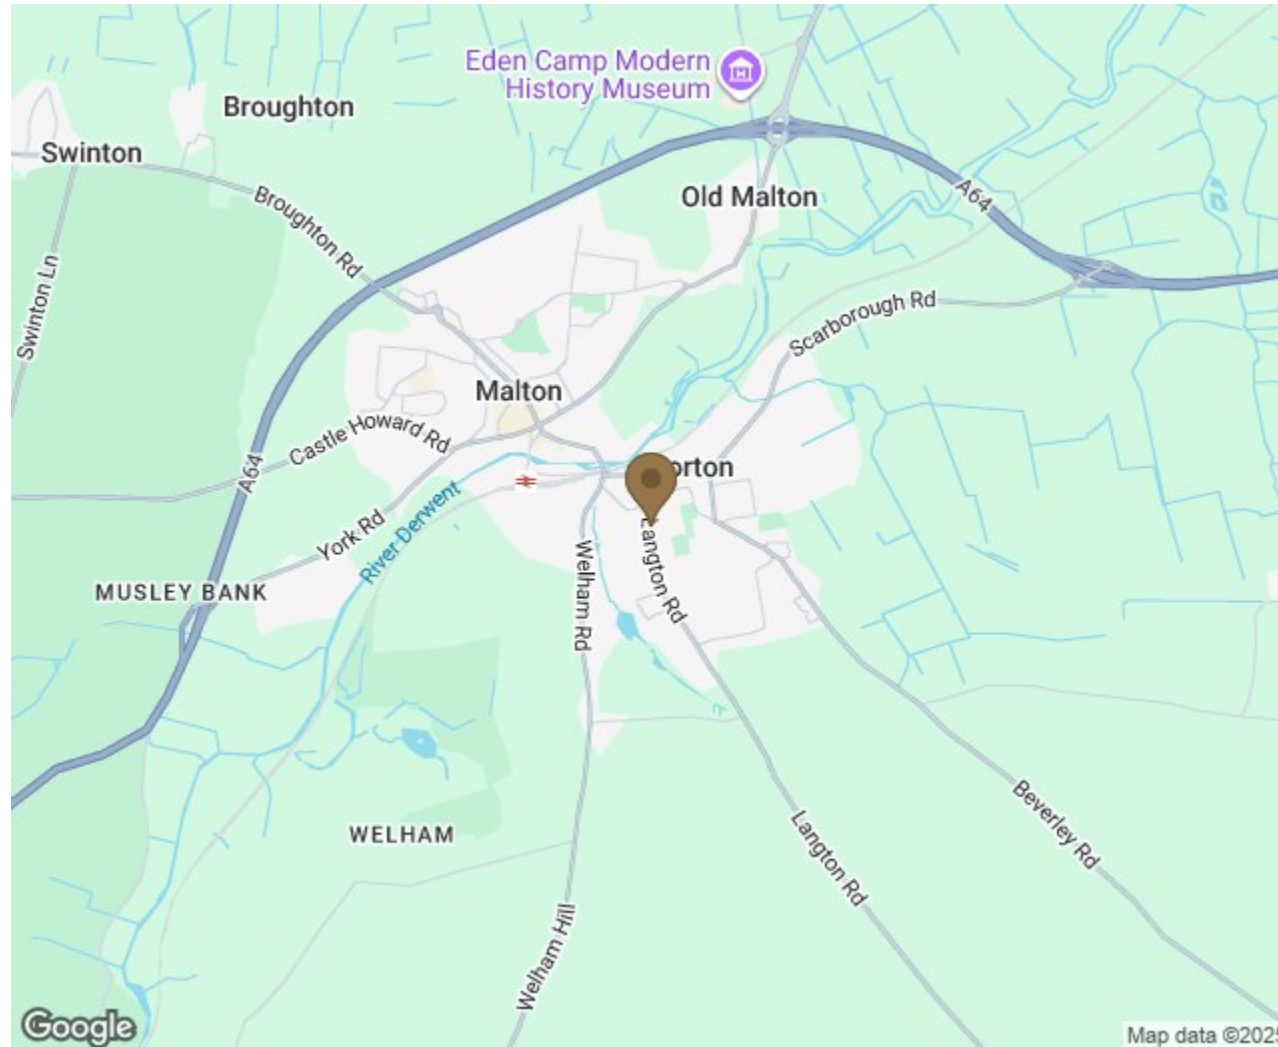 Eden Camp Modern
History Museum
Broughton
Swinton
Old Malton
A64
Broughton Rd
Swinton Ln
Scarborough Rd
Malton
Castle Howard Rd
A64
orton
York Rd
River Derwent
Langton Rd
Welham Rd
MUSLEY BANK
WELHAM
Langton Rd
Beverley Rd
Welham Hill
Google
Map data ©2025